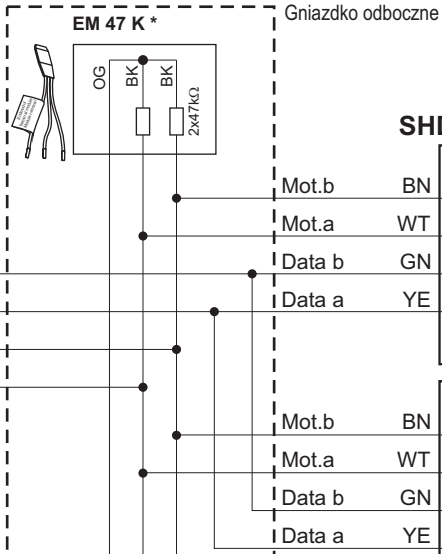 Gniazdko odboczne
EM 47 K *
OG
BK
BK
2x47kΩ
SHD
Mot.b BN
Mot.a WT
Data b GN
Data a YE
Mot.b BN
Mot.a WT
Data b GN
Data a YE